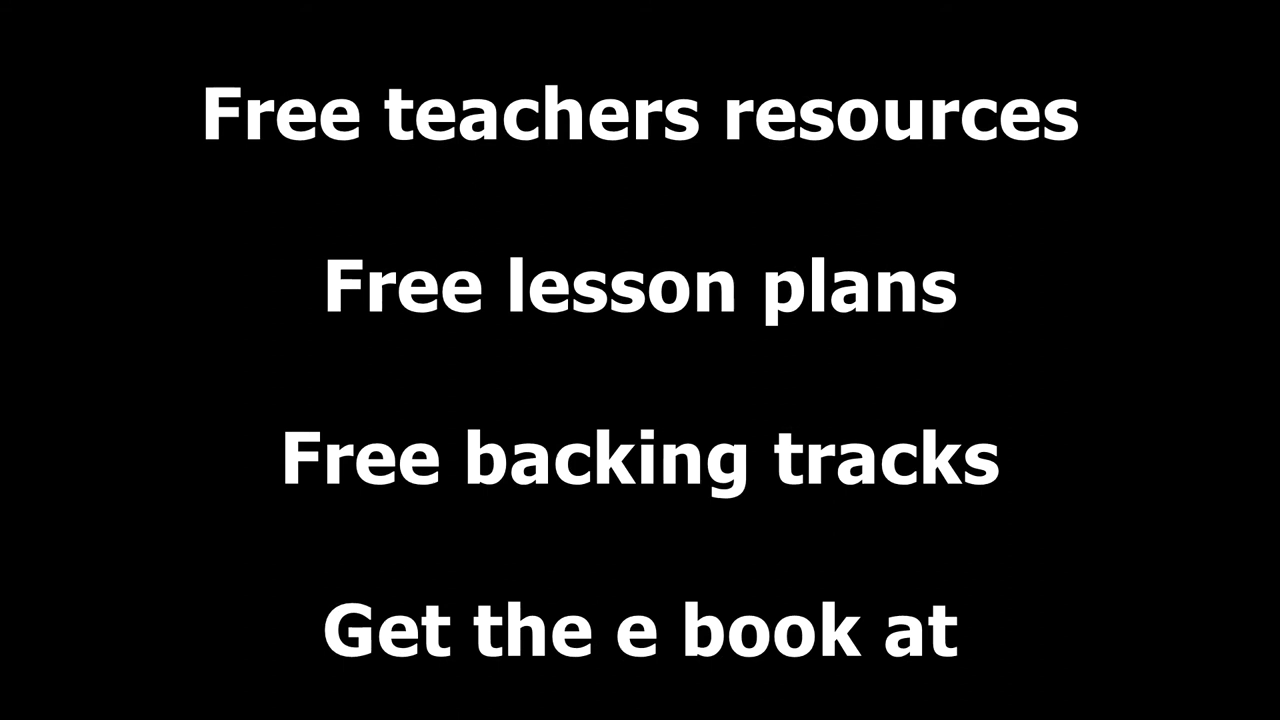 Free teachers resources
Free lesson plans
Free backing tracks
Get the e book at